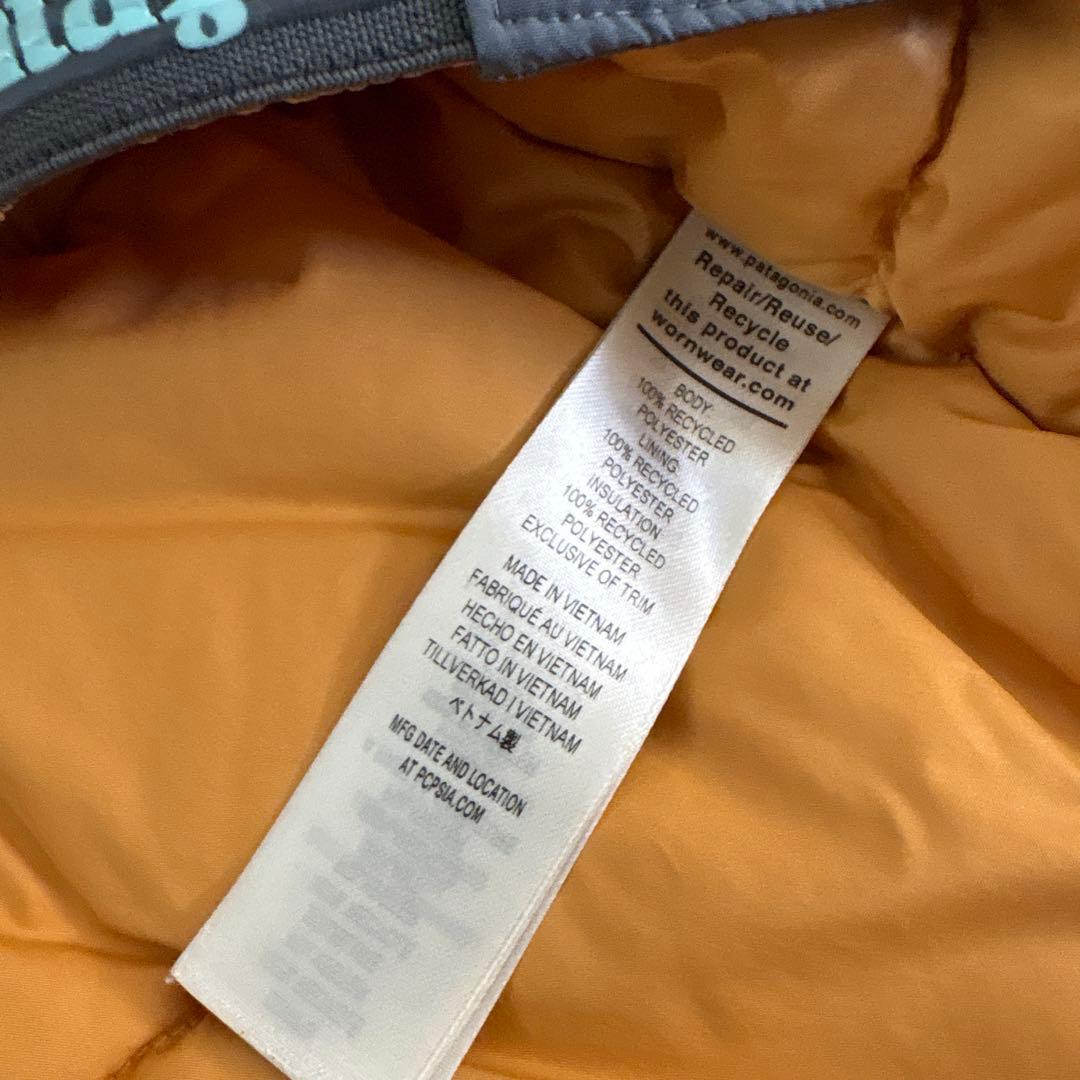 www.patagonia.com
Repair/Reuse/
Recycle
this product at
wornwear.com
BODY:
100% RECYCLED
POLYESTER
LINING:
100% RECYCLED
POLYESTER
INSULATION:
100% RECYCLED
POLYESTER
EXCLUSIVE OF TRIM
MADE IN VIETNAM
FABRIQUÉ AU VIETNAM
HECHO EN VIETNAM
FATTO IN VIETNAM
TILLVERKAD I VIETNAM
ベトナム製
MFG DATE AND LOCATION
AT PCPSIA.COM